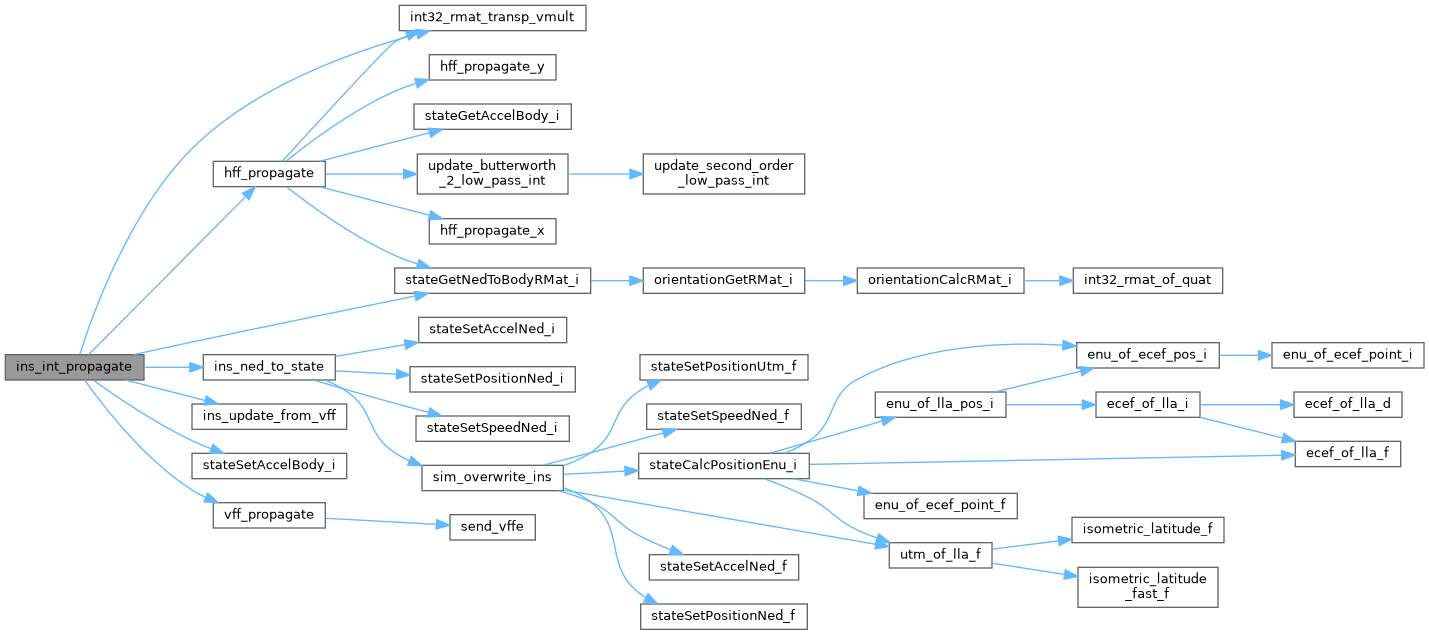 int32_rmat_transp_vmult
hff_propagate_y
stateGetAccelBody_i
hff_propagate
update_butterworth
_2_low_pass_int
update_second_order
_low_pass_int
hff_propagate_x
stateGetNedToBodyRMat_i
orientationGetRMat_i
orientationCalcRMat_i
int32_rmat_of_quat
stateSetAccelNed_i
ins_int_propagate
ins_ned_to_state
stateSetPositionNed_i
stateSetPositionUtm_f
enu_of_ecef_pos_i
enu_of_ecef_point_i
ins_update_from_vff
stateSetSpeedNed_i
stateSetSpeedNed_f
enu_of_lla_pos_i
ecef_of_lla_i
ecef_of_lla_d
stateSetAccelBody_i
sim_overwrite_ins
stateCalcPositionEnu_i
ecef_of_lla_f
enu_of_ecef_point_f
vff_propagate
send_vffe
isometric_latitude_f
utm_of_lla_f
stateSetAccelNed_f
isometric_latitude
_fast_f
stateSetPositionNed_f